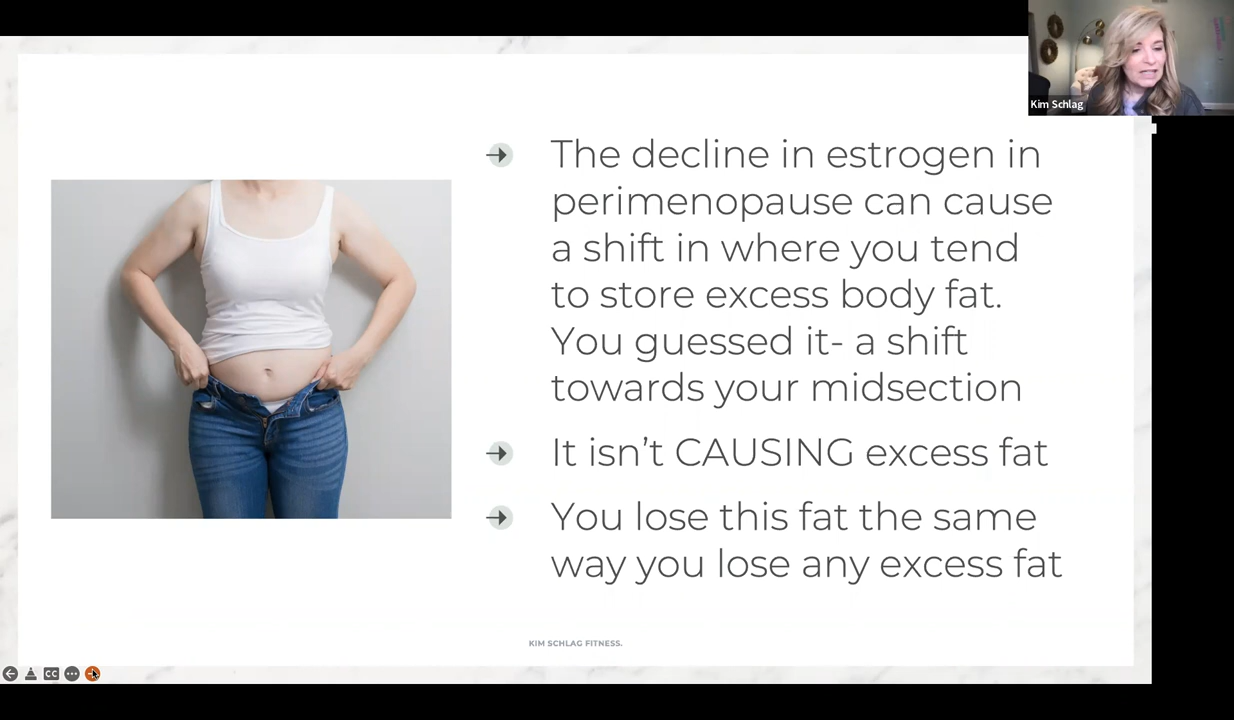 Kim Schlag
The decline in estrogen in
perimenopause can cause
a shift in where you tend
to store excess body fat.
You guessed it- a shift
towards your midsection
It isn’t CAUSING excess fat
You lose this fat the same
way you lose any excess fat
KIM SCHLAG FITNESS.
CC